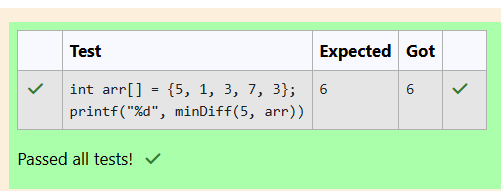 Test Expected Got
int arr[] = {5, 1, 3, 7, 3}; 6 6
printf("%d", minDiff(5, arr))
Passed all tests!